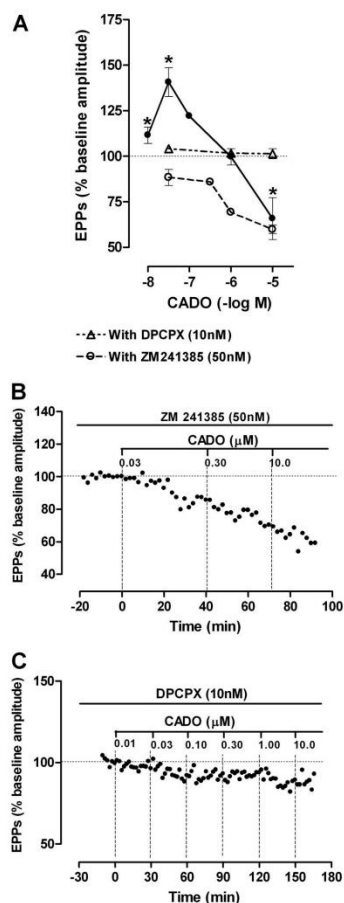 A
EPPs (% baseline amplitude)
175
150
125
100
75
50
*
*
*
-8 -7 -6 -5
CADO (-log M)
With DPCPX (10nM)
With ZM241385 (50nM)
B
EPPs (% baseline amplitude)
140
120
100
80
60
40
ZM 241385 (50nM)
CADO (µM)
0.03 0.30 10.0
-20 0 20 40 60 80 100
Time (min)
C
EPPs (% baseline amplitude)
150
100
50
DPCPX (10nM)
CADO (µM)
0.01 0.03 0.10 0.30 1.00 10.0
-30 0 30 60 90 120 150 180
Time (min)